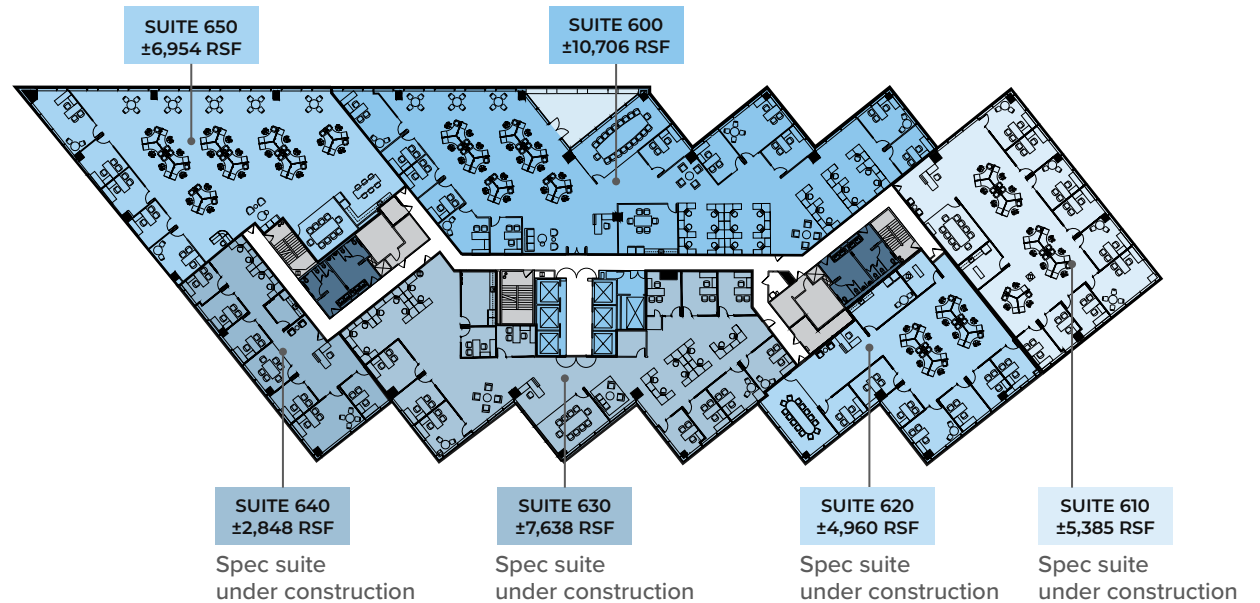 SUITE 650
±6,954 RSF
SUITE 600
±10,706 RSF
SUITE 640
±2,848 RSF
Spec suite
under construction
SUITE 630
±7,638 RSF
Spec suite
under construction
SUITE 620
±4,960 RSF
Spec suite
under construction
SUITE 610
±5,385 RSF
Spec suite
under construction